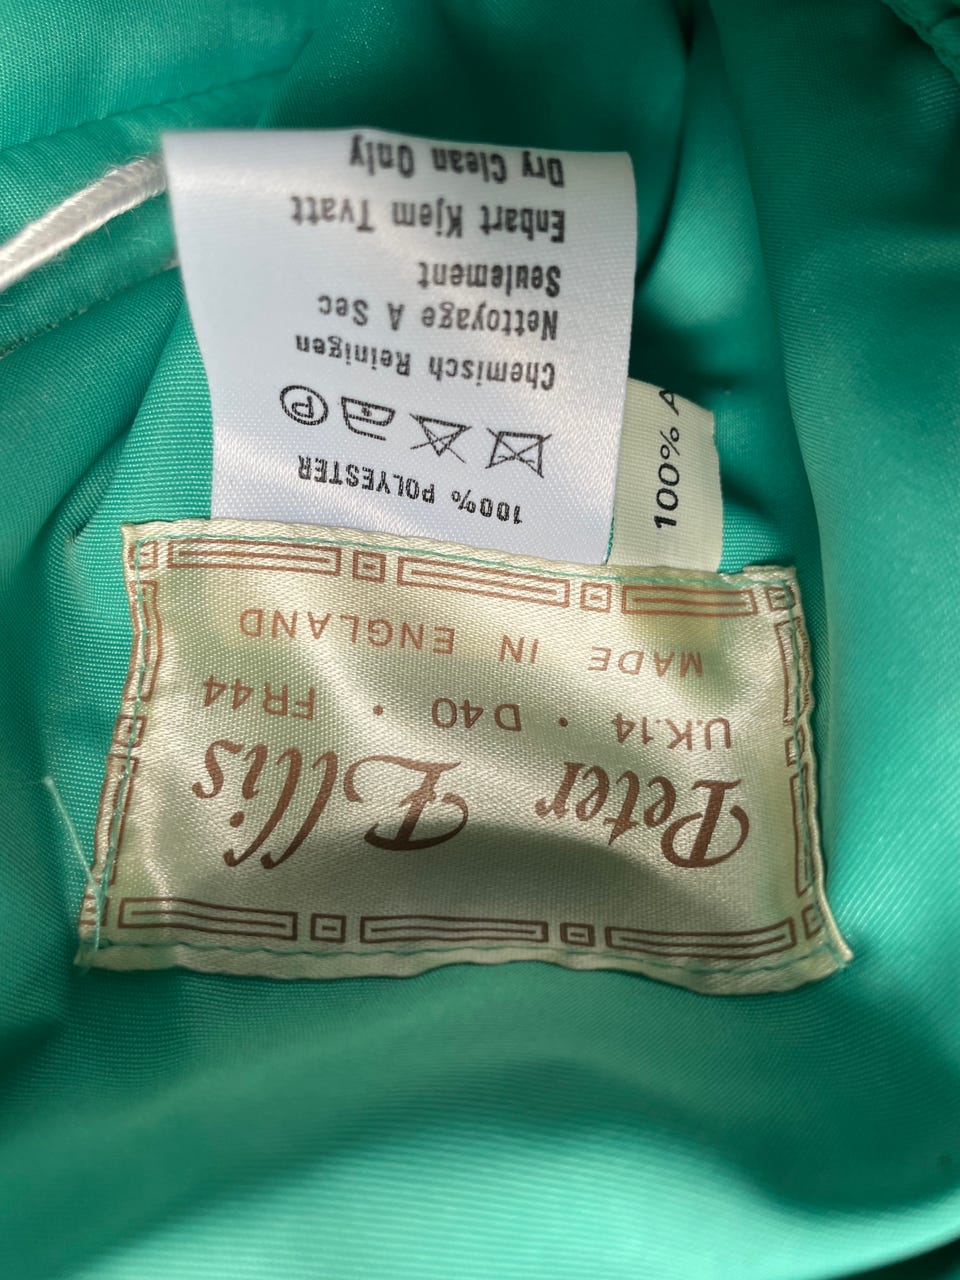 Peter Ellis
U.K.14 · D40 · FR44
MADE IN ENGLAND
100% POLYESTER
P
Chemisch Reinigen
Nettoyage A Sec
Seulement
Enbart Kjem Tvatt
Dry Clean Only
100%